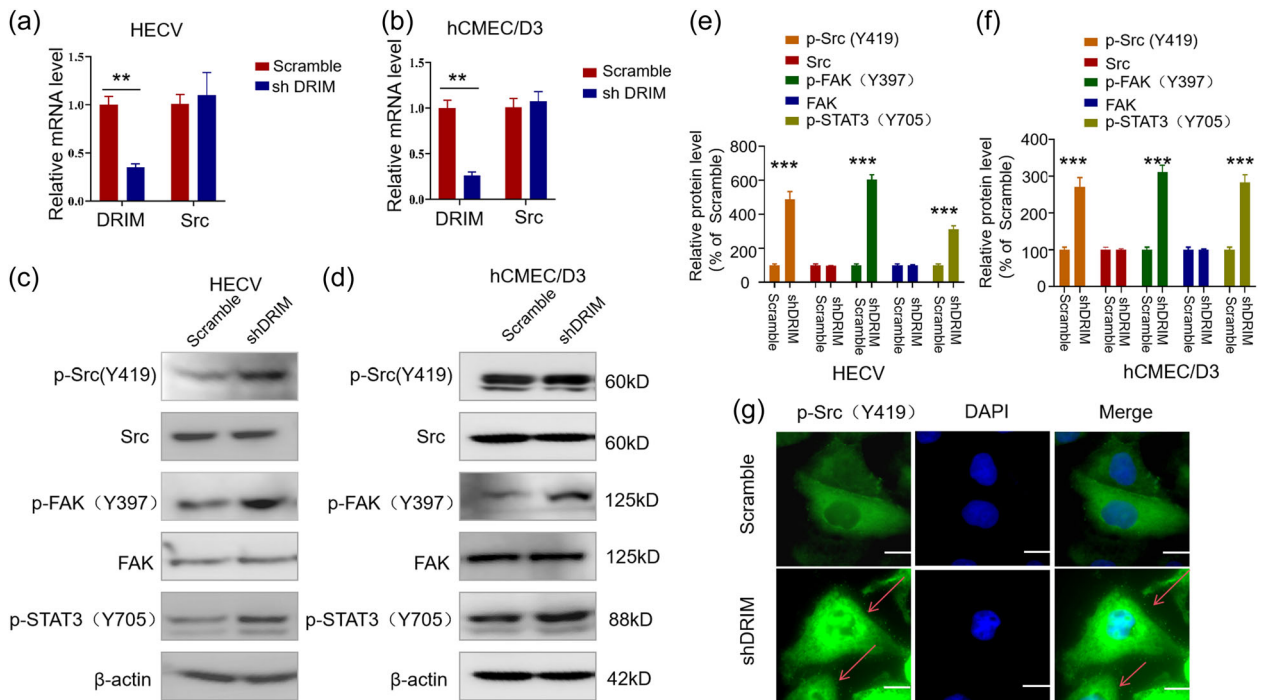 (a)
HECV
Relative mRNA level
1.5
1.0
0.5
0.0
**
Scramble
sh DRIM
DRIM
Src
(b)
hCMEC/D3
Relative mRNA level
1.5
1.0
0.5
0.0
**
Scramble
sh DRIM
DRIM
Src
(c)
HECV
Scramble
shDRIM
p-Src(Y419)
Src
p-FAK（Y397）
FAK
p-STAT3（Y705）
β-actin
(d)
hCMEC/D3
Scramble
shDRIM
p-Src(Y419)
60kD
Src
60kD
p-FAK（Y397）
125kD
FAK
125kD
p-STAT3（Y705）
88kD
β-actin
42kD
(e)
p-Src (Y419)
Src
p-FAK（Y397）
FAK
p-STAT3（Y705）
Relative protein level
(% of Scramble)
800
600
400
200
0
***
***
***
Scramble
shDRIM
Scramble
shDRIM
Scramble
shDRIM
Scramble
shDRIM
Scramble
shDRIM
HECV
(f)
p-Src (Y419)
Src
p-FAK（Y397）
FAK
p-STAT3（Y705）
Relative protein level
(% of Scramble)
400
300
200
100
0
***
***
***
Scramble
shDRIM
Scramble
shDRIM
Scramble
shDRIM
Scramble
shDRIM
Scramble
shDRIM
hCMEC/D3
(g)
p-Src（Y419）
DAPI
Merge
Scramble
shDRIM